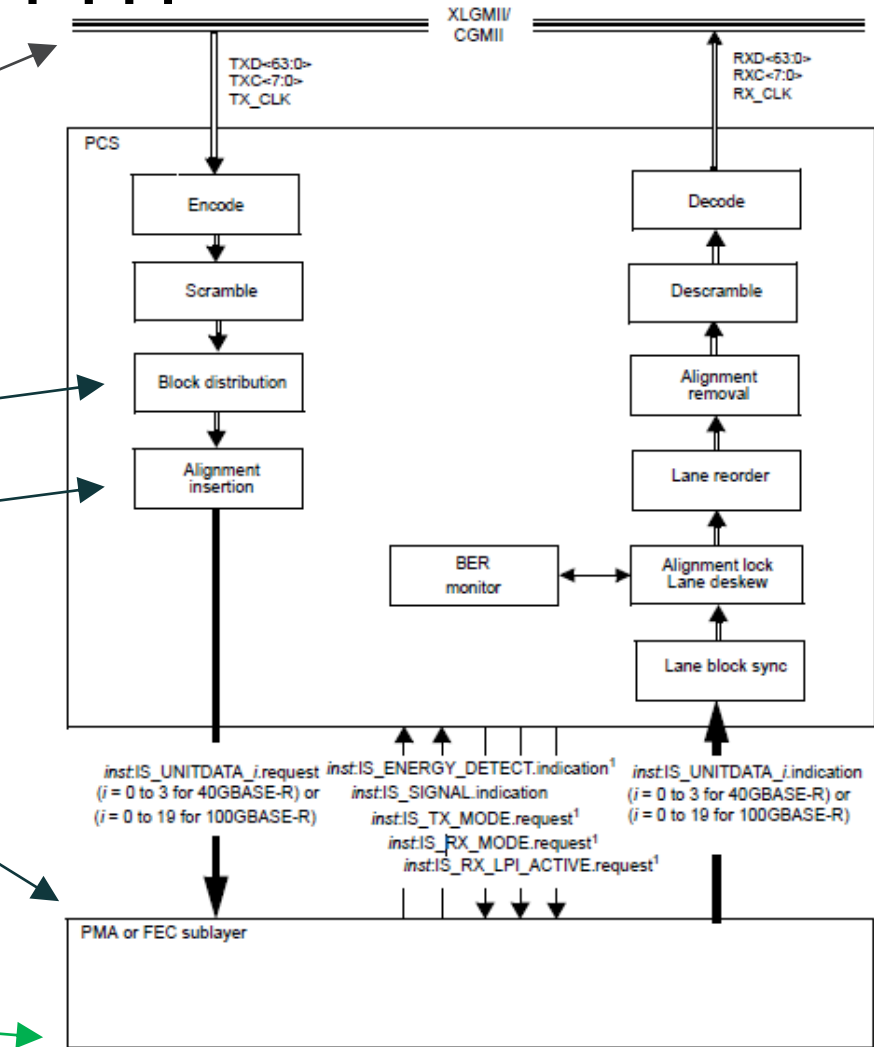 XLGMII/
CGMII
TXD<63:0>
TXC<7:0>
TX_CLK
RXD<63:0>
RXC<7:0>
RX_CLK
PCS
Encode
Scramble
Block distribution
Alignment
insertion
Decode
Descramble
Alignment
removal
Lane reorder
BER
monitor
Alignment lock
Lane deskew
Lane block sync
inst:IS_UNITDATA_i.request
(i = 0 to 3 for 40GBASE-R) or
(i = 0 to 19 for 100GBASE-R)
inst:IS_ENERGY_DETECT.indication¹
inst:IS_SIGNAL.indication
inst:IS_TX_MODE.request¹
inst:IS_RX_MODE.request¹
inst:IS_RX_LPI_ACTIVE.request¹
inst:IS_UNITDATA_i.indication
(i = 0 to 3 for 40GBASE-R) or
(i = 0 to 19 for 100GBASE-R)
PMA or FEC sublayer